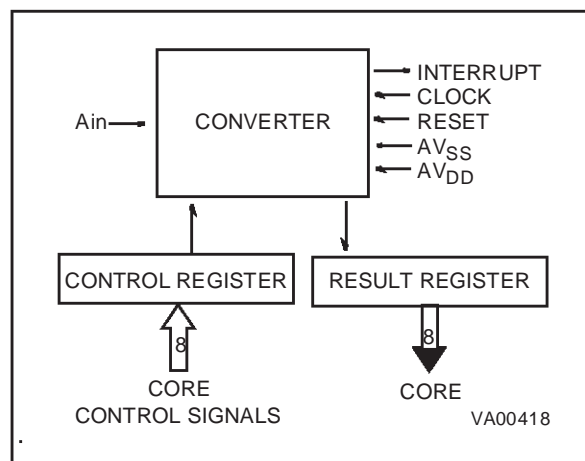 INTERRUPT
CLOCK
Ain
CONVERTER
RESET
AVSS
AVDD
CONTROL REGISTER
RESULT REGISTER
8
8
CORE
CONTROL SIGNALS
CORE
VA00418